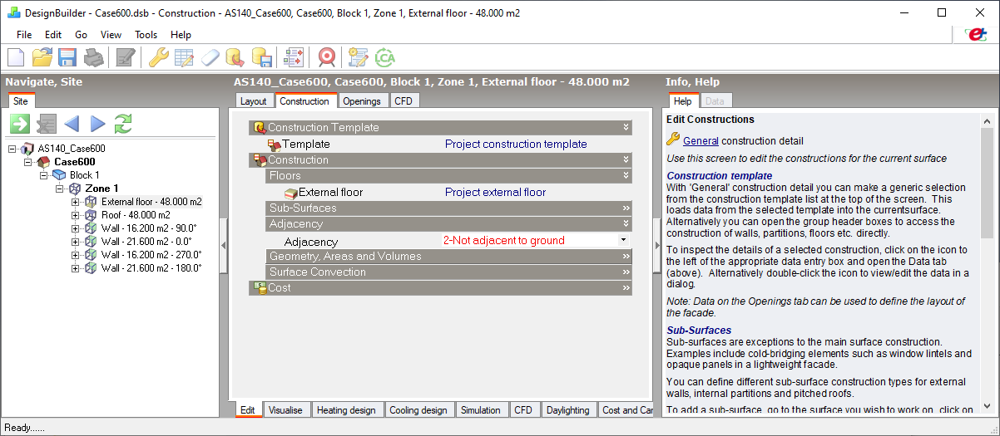 DesignBuilder - Case600.dsb - Construction - AS140_Case600, Case600, Block 1, Zone 1, External floor - 48.000 m2
File Edit Go View Tools Help
LCA
Navigate, Site
Site
AS140_Case600
Case600
Block 1
Zone 1
External floor - 48.000 m2
Roof - 48.000 m2
Wall - 16.200 m2 - 90.0°
Wall - 21.600 m2 - 0.0°
Wall - 16.200 m2 - 270.0°
Wall - 21.600 m2 - 180.0°
AS140_Case600, Case600, Block 1, Zone 1, External floor - 48.000 m2
Layout Construction Openings CFD
Construction Template
Template Project construction template
Construction
Floors
External floor Project external floor
Sub-Surfaces
Adjacency
Adjacency 2-Not adjacent to ground
Geometry, Areas and Volumes
Surface Convection
Cost
Edit Visualise Heating design Cooling design Simulation CFD Daylighting Cost and Car
Info, Help
Help Data
Edit Constructions
General construction detail
Use this screen to edit the constructions for the current surface
Construction template
With 'General' construction detail you can make a generic selection
from the construction template list at the top of the screen. This
loads data from the selected template into the currentsurface.
Alternatively you can open the group header boxes to access the
construction of walls, partitions, floors etc. directly.
To inspect the details of a selected construction, click on the icon to
the left of the appropriate data entry box and open the Data tab
(above). Alternatively double-click the icon to view/edit the data in a
dialog.
Note: Data on the Openings tab can be used to define the layout of
the facade.
Sub-Surfaces
Sub-surfaces are exceptions to the main surface construction.
Examples include cold-bridging elements such as window lintels and
opaque panels in a lightweight facade.
You can define different sub-surface construction types for external
walls, internal partitions and pitched roofs.
To add a sub-surface, go to the surface you wish to work on, click on
Ready......